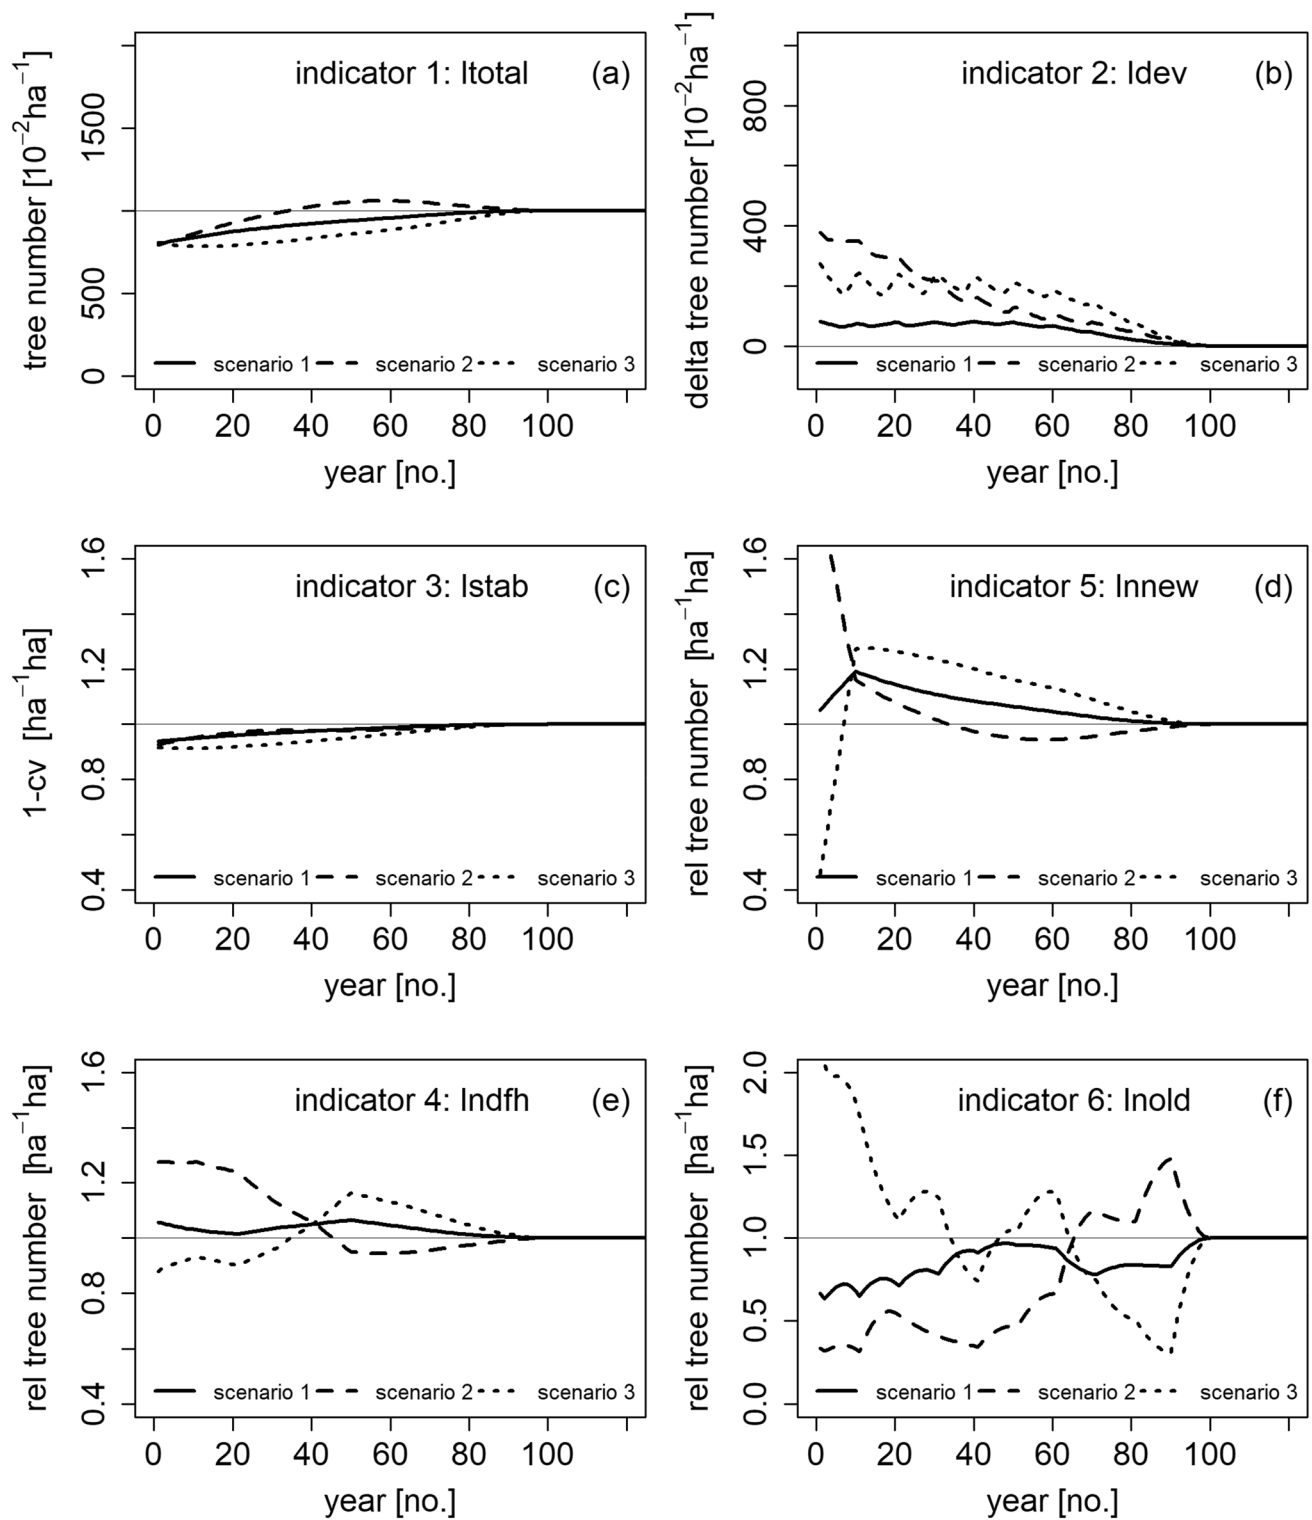 indicator 1: Itotal (a)
tree number [10⁻²ha⁻¹]
1500
500
0
scenario 1 scenario 2 scenario 3
0 20 40 60 80 100
year [no.]
indicator 2: Idev (b)
delta tree number [10⁻²ha⁻¹]
800
400
0
scenario 1 scenario 2 scenario 3
0 20 40 60 80 100
year [no.]
indicator 3: Istab (c)
1-cv [ha⁻¹ha]
1.6
1.2
0.8
0.4
scenario 1 scenario 2 scenario 3
0 20 40 60 80 100
year [no.]
indicator 5: Innew (d)
rel tree number [ha⁻¹ha]
1.6
1.2
0.8
0.4
scenario 1 scenario 2 scenario 3
0 20 40 60 80 100
year [no.]
indicator 4: Indfh (e)
rel tree number [ha⁻¹ha]
1.6
1.2
0.8
0.4
scenario 1 scenario 2 scenario 3
0 20 40 60 80 100
year [no.]
indicator 6: Inold (f)
rel tree number [ha⁻¹ha]
2.0
1.5
1.0
0.5
0.0
scenario 1 scenario 2 scenario 3
0 20 40 60 80 100
year [no.]